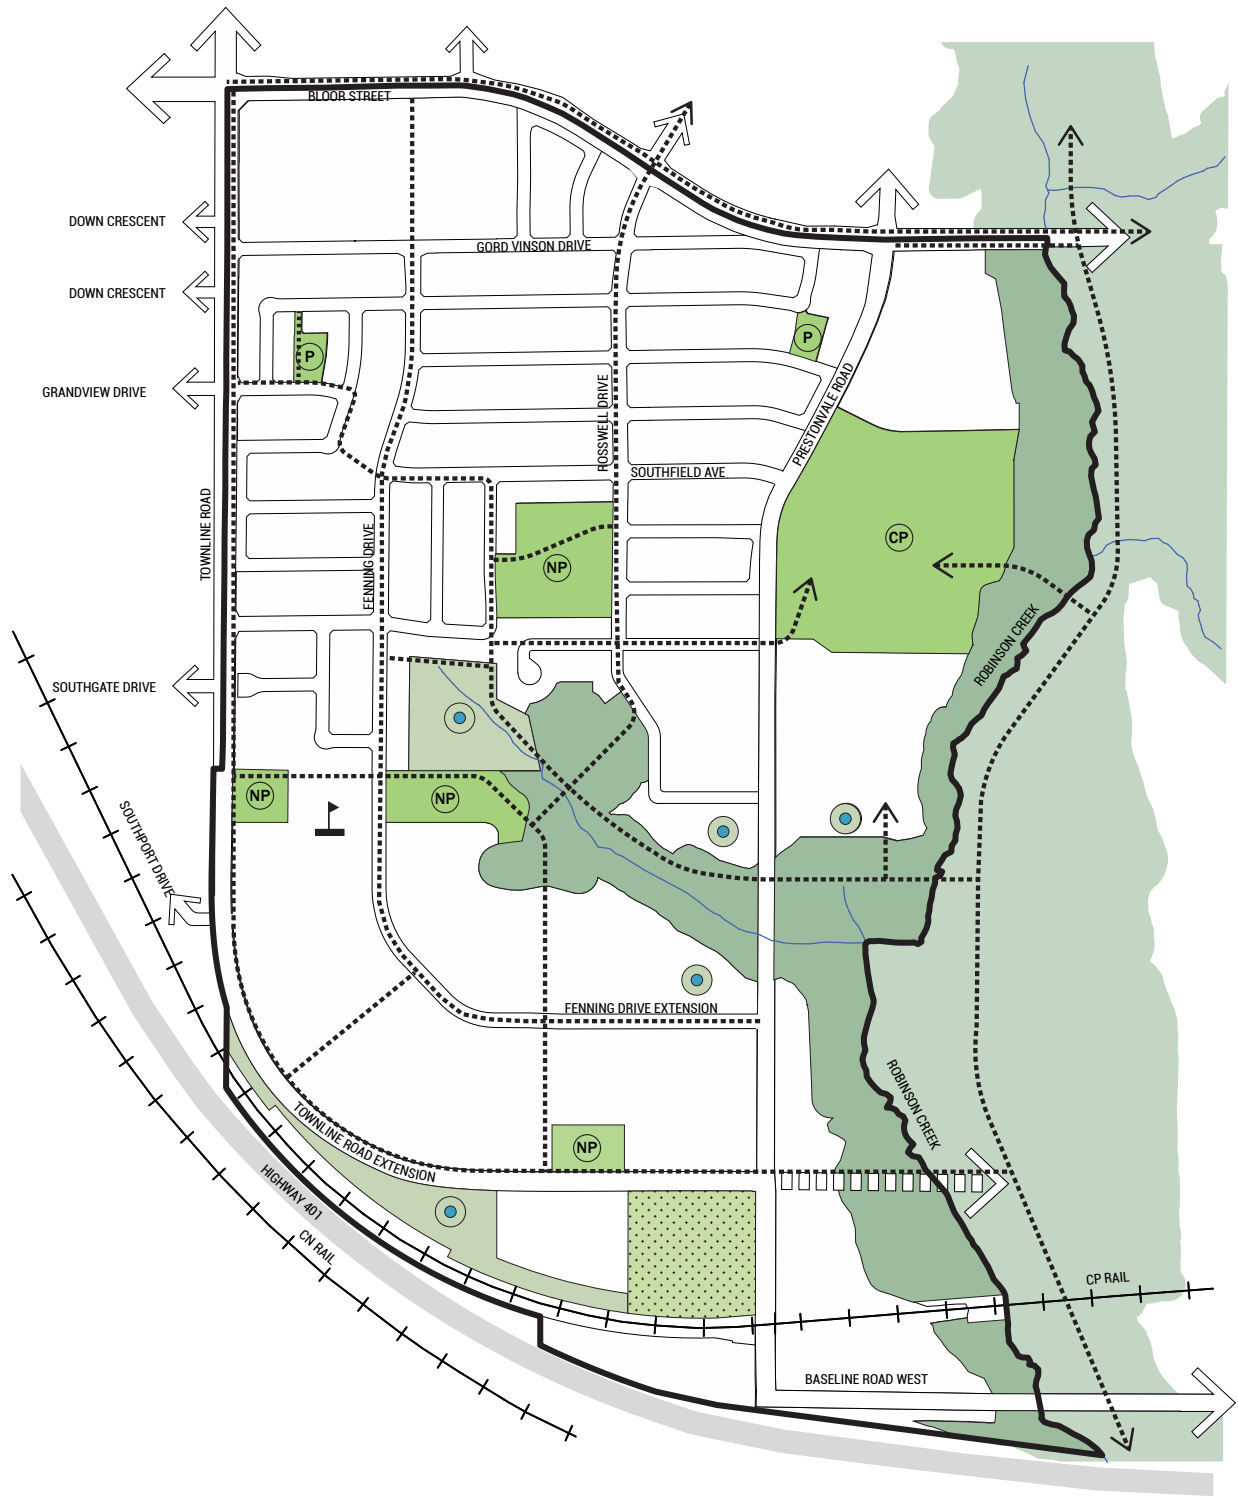 BLOOR STREET
DOWN CRESCENT
GORD VINSON DRIVE
DOWN CRESCENT
P
P
GRANDVIEW DRIVE
PRESTONVALE ROAD
ROSSWELL DRIVE
SOUTHFIELD AVE
TOWNLINE ROAD
FENNING DRIVE
CP
NP
ROBINSON CREEK
SOUTHGATE DRIVE
NP
NP
SOUTHPORT DRIVE
FENNING DRIVE EXTENSION
ROBINSON CREEK
TOWNLINE ROAD EXTENSION
NP
HIGHWAY 401
CN RAIL
CP RAIL
BASELINE ROAD WEST